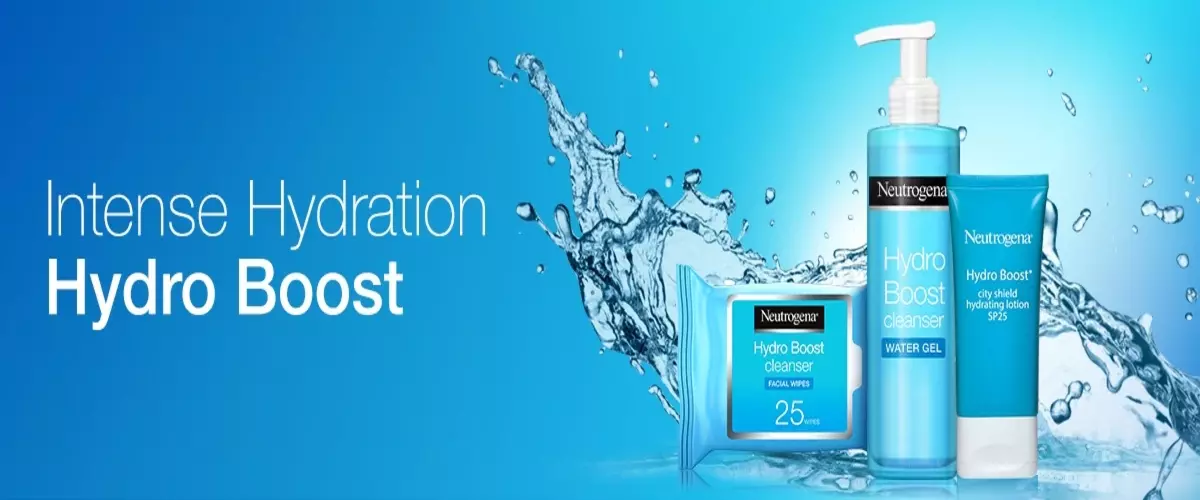 Intense Hydration
Hydro Boost
Neutrogena®
Hydro Boost
cleanser
FACIAL WIPES
25 WIPES
Neutrogena
Hydro
Boost
cleanser
WATER GEL
Neutrogena®
Hydro Boost®
city shield
hydrating lotion
SP25